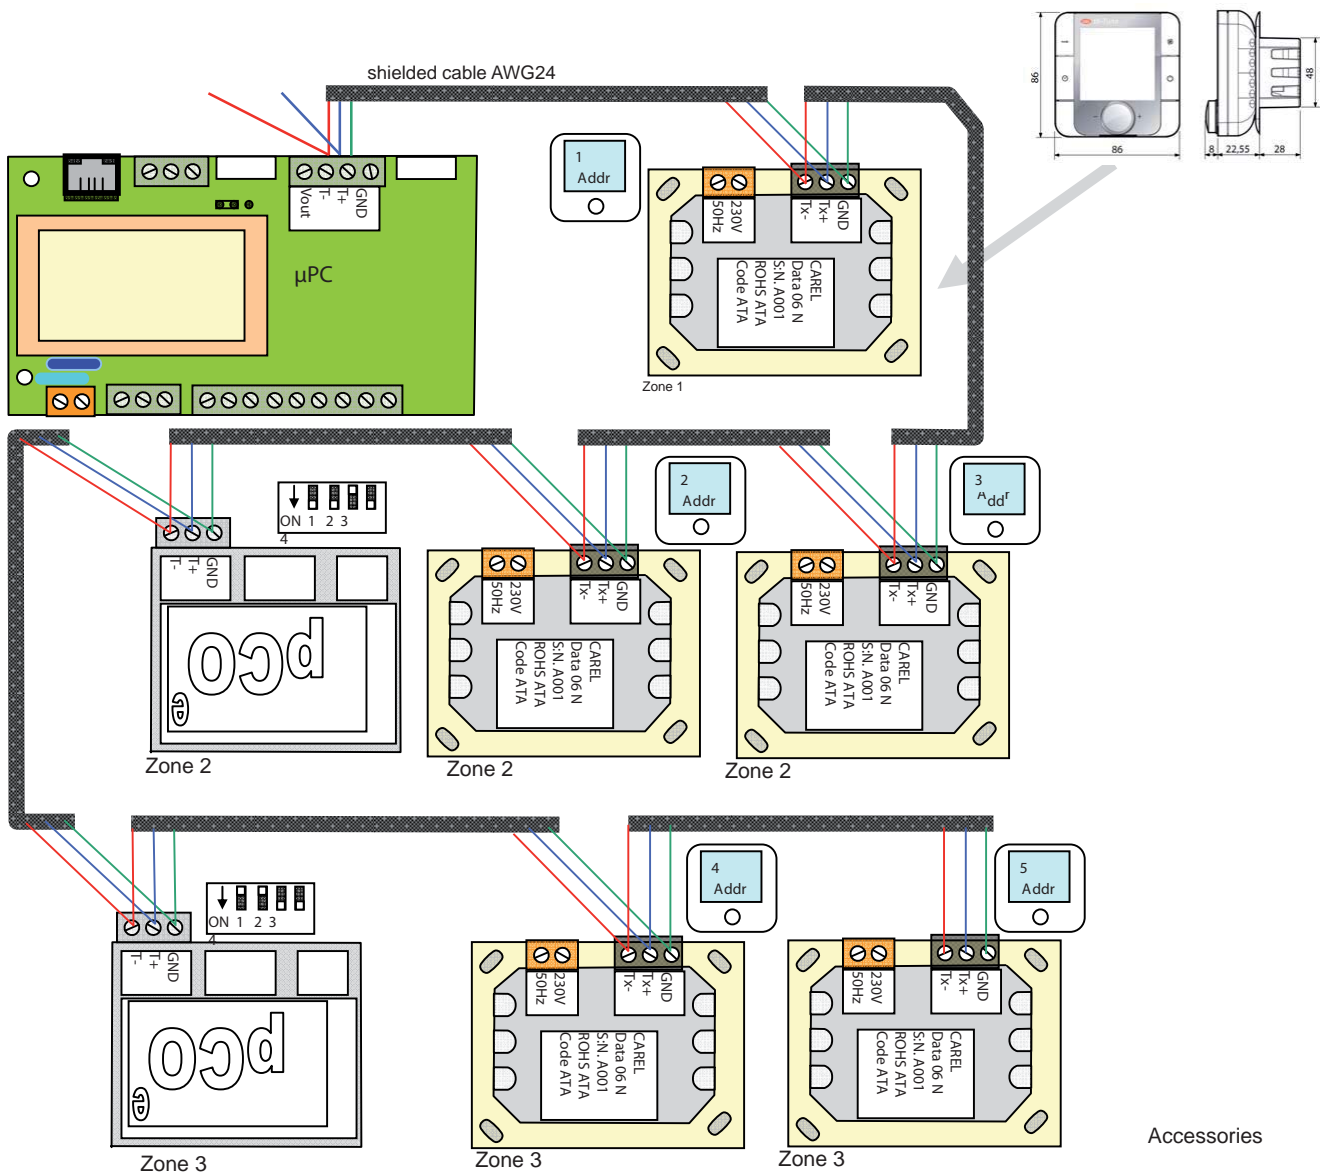 shielded cable AWG24
86
86
8
22,55
28
48
Vout
T-
T+
GND
µPC
1
Addr
50Hz
230V
Tx-
Tx+
GND
CAREL
Data 06 N
S:N. A001
ROHS ATA
Code ATA
Zone 1
ON 1 2 3
4
T-
T+
GND
pCO
Zone 2
2
Addr
50Hz
230V
Tx-
Tx+
GND
CAREL
Data 06 N
S:N. A001
ROHS ATA
Code ATA
Zone 2
3
Addr
50Hz
230V
Tx-
Tx+
GND
CAREL
Data 06 N
S:N. A001
ROHS ATA
Code ATA
Zone 2
ON 1 2 3
4
T-
T+
GND
pCO
Zone 3
4
Addr
50Hz
230V
Tx-
Tx+
GND
CAREL
Data 06 N
S:N. A001
ROHS ATA
Code ATA
Zone 3
5
Addr
50Hz
230V
Tx-
Tx+
GND
CAREL
Data 06 N
S:N. A001
ROHS ATA
Code ATA
Zone 3
Accessories